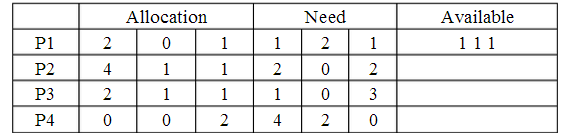 Allocation Need Available
P1 2 0 1 1 2 1 1 1 1
P2 4 1 1 2 0 2
P3 2 1 1 1 0 3
P4 0 0 2 4 2 0